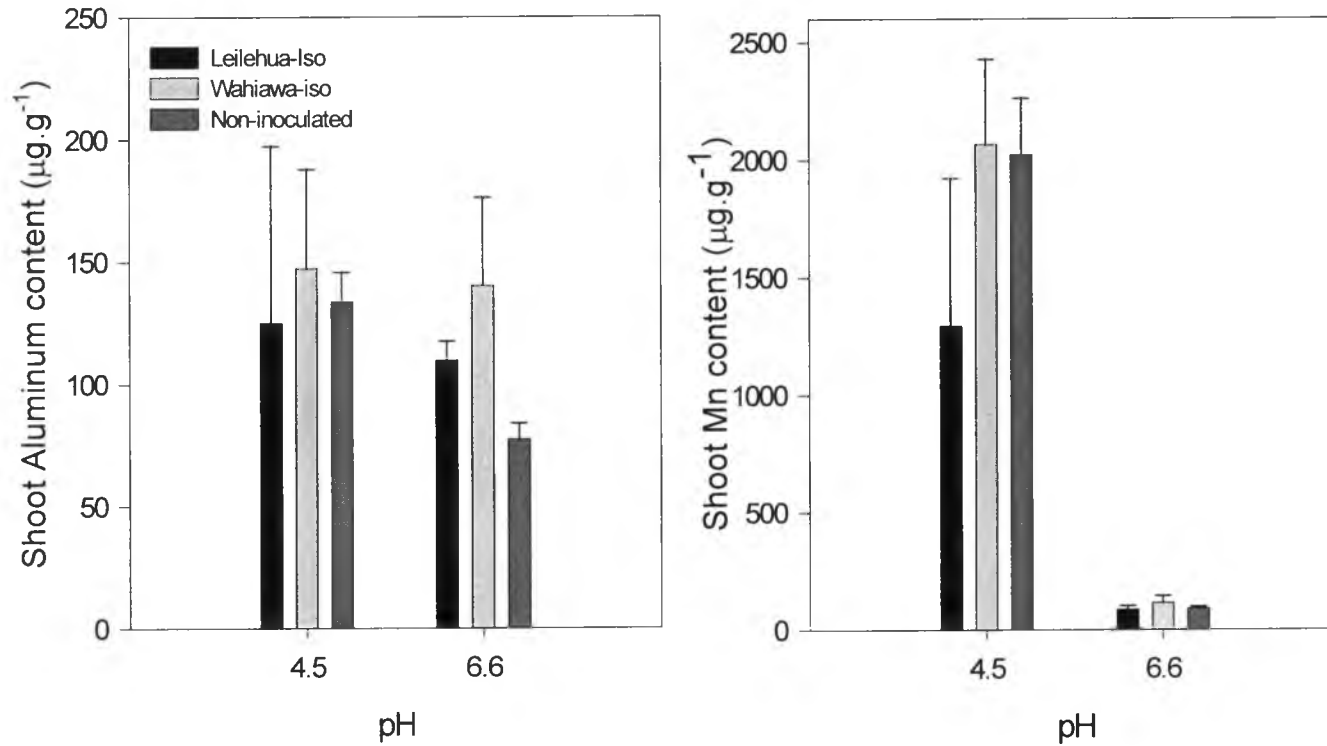 Shoot Aluminum content (μg.g⁻¹)
250
200
150
100
50
0
Leilehua-Iso
Wahiawa-iso
Non-inoculated
4.5
6.6
pH
Shoot Mn content (μg.g⁻¹)
2500
2000
1500
1000
500
0
4.5
6.6
pH